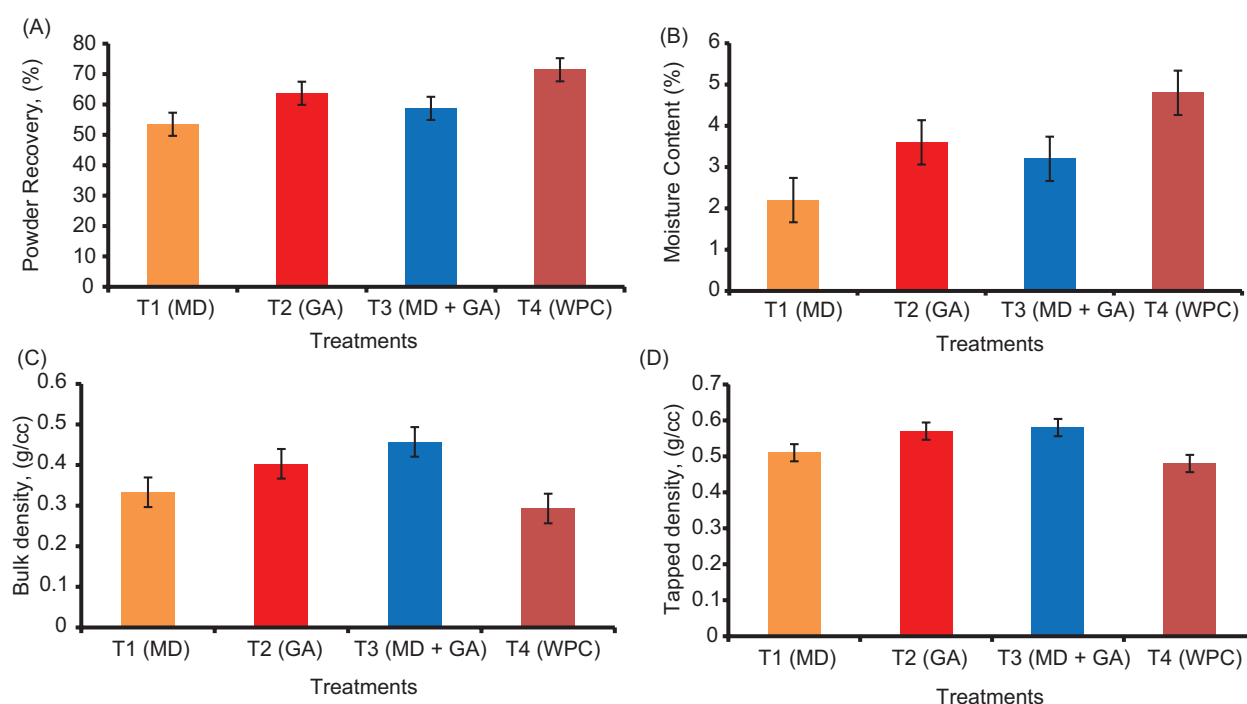 (A)
Powder Recovery, (%)
80
70
60
50
40
30
20
10
0
T1 (MD) T2 (GA) T3 (MD + GA) T4 (WPC)
Treatments
(B)
Moisture Content (%)
6
5
4
3
2
1
0
T1 (MD) T2 (GA) T3 (MD + GA) T4 (WPC)
Treatments
(C)
Bulk density, (g/cc)
0.6
0.5
0.4
0.3
0.2
0.1
0
T1 (MD) T2 (GA) T3 (MD + GA) T4 (WPC)
Treatments
(D)
Tapped density, (g/cc)
0.7
0.6
0.5
0.4
0.3
0.2
0.1
0
T1 (MD) T2 (GA) T3 (MD + GA) T4 (WPC)
Treatments